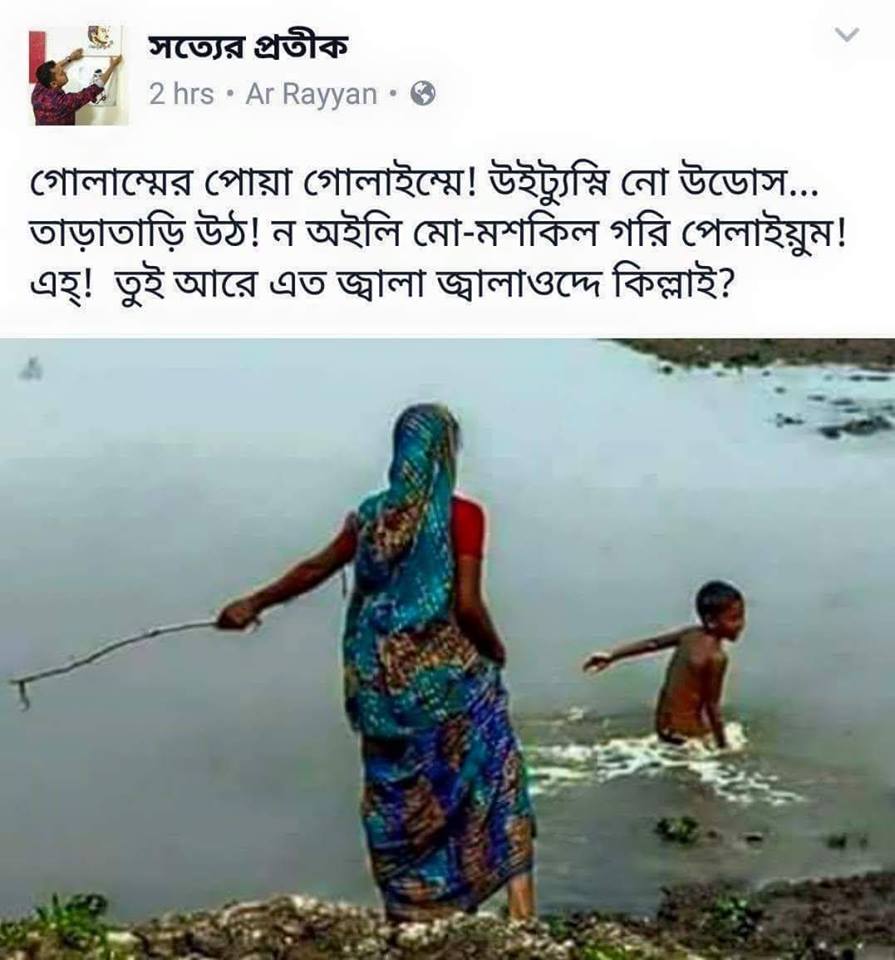 সত্যের প্রতীক
2 hrs • Ar Rayyan •
গোলাম্মের পোয়া গোলাইম্মে! উইট্যুস্নি নো উডোস...
তাড়াতাড়ি উঠ! ন অইলি মো-মশকিল গরি পেলাইয়ুম!
এহ্! তুই আরে এত জ্বালা জ্বালাওদ্দে কিল্লাই?